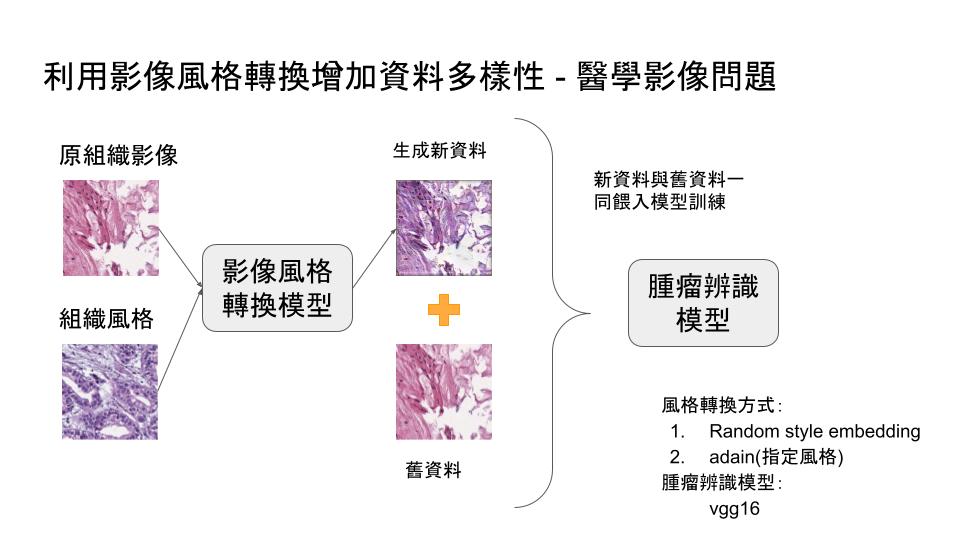 利用影像風格轉換增加資料多樣性 - 醫學影像問題
原組織影像
組織風格
影像風格
轉換模型
生成新資料
舊資料
新資料與舊資料一
同餵入模型訓練
腫瘤辨識
模型
風格轉換方式：
1. Random style embedding
2. adain(指定風格)
腫瘤辨識模型：
vgg16